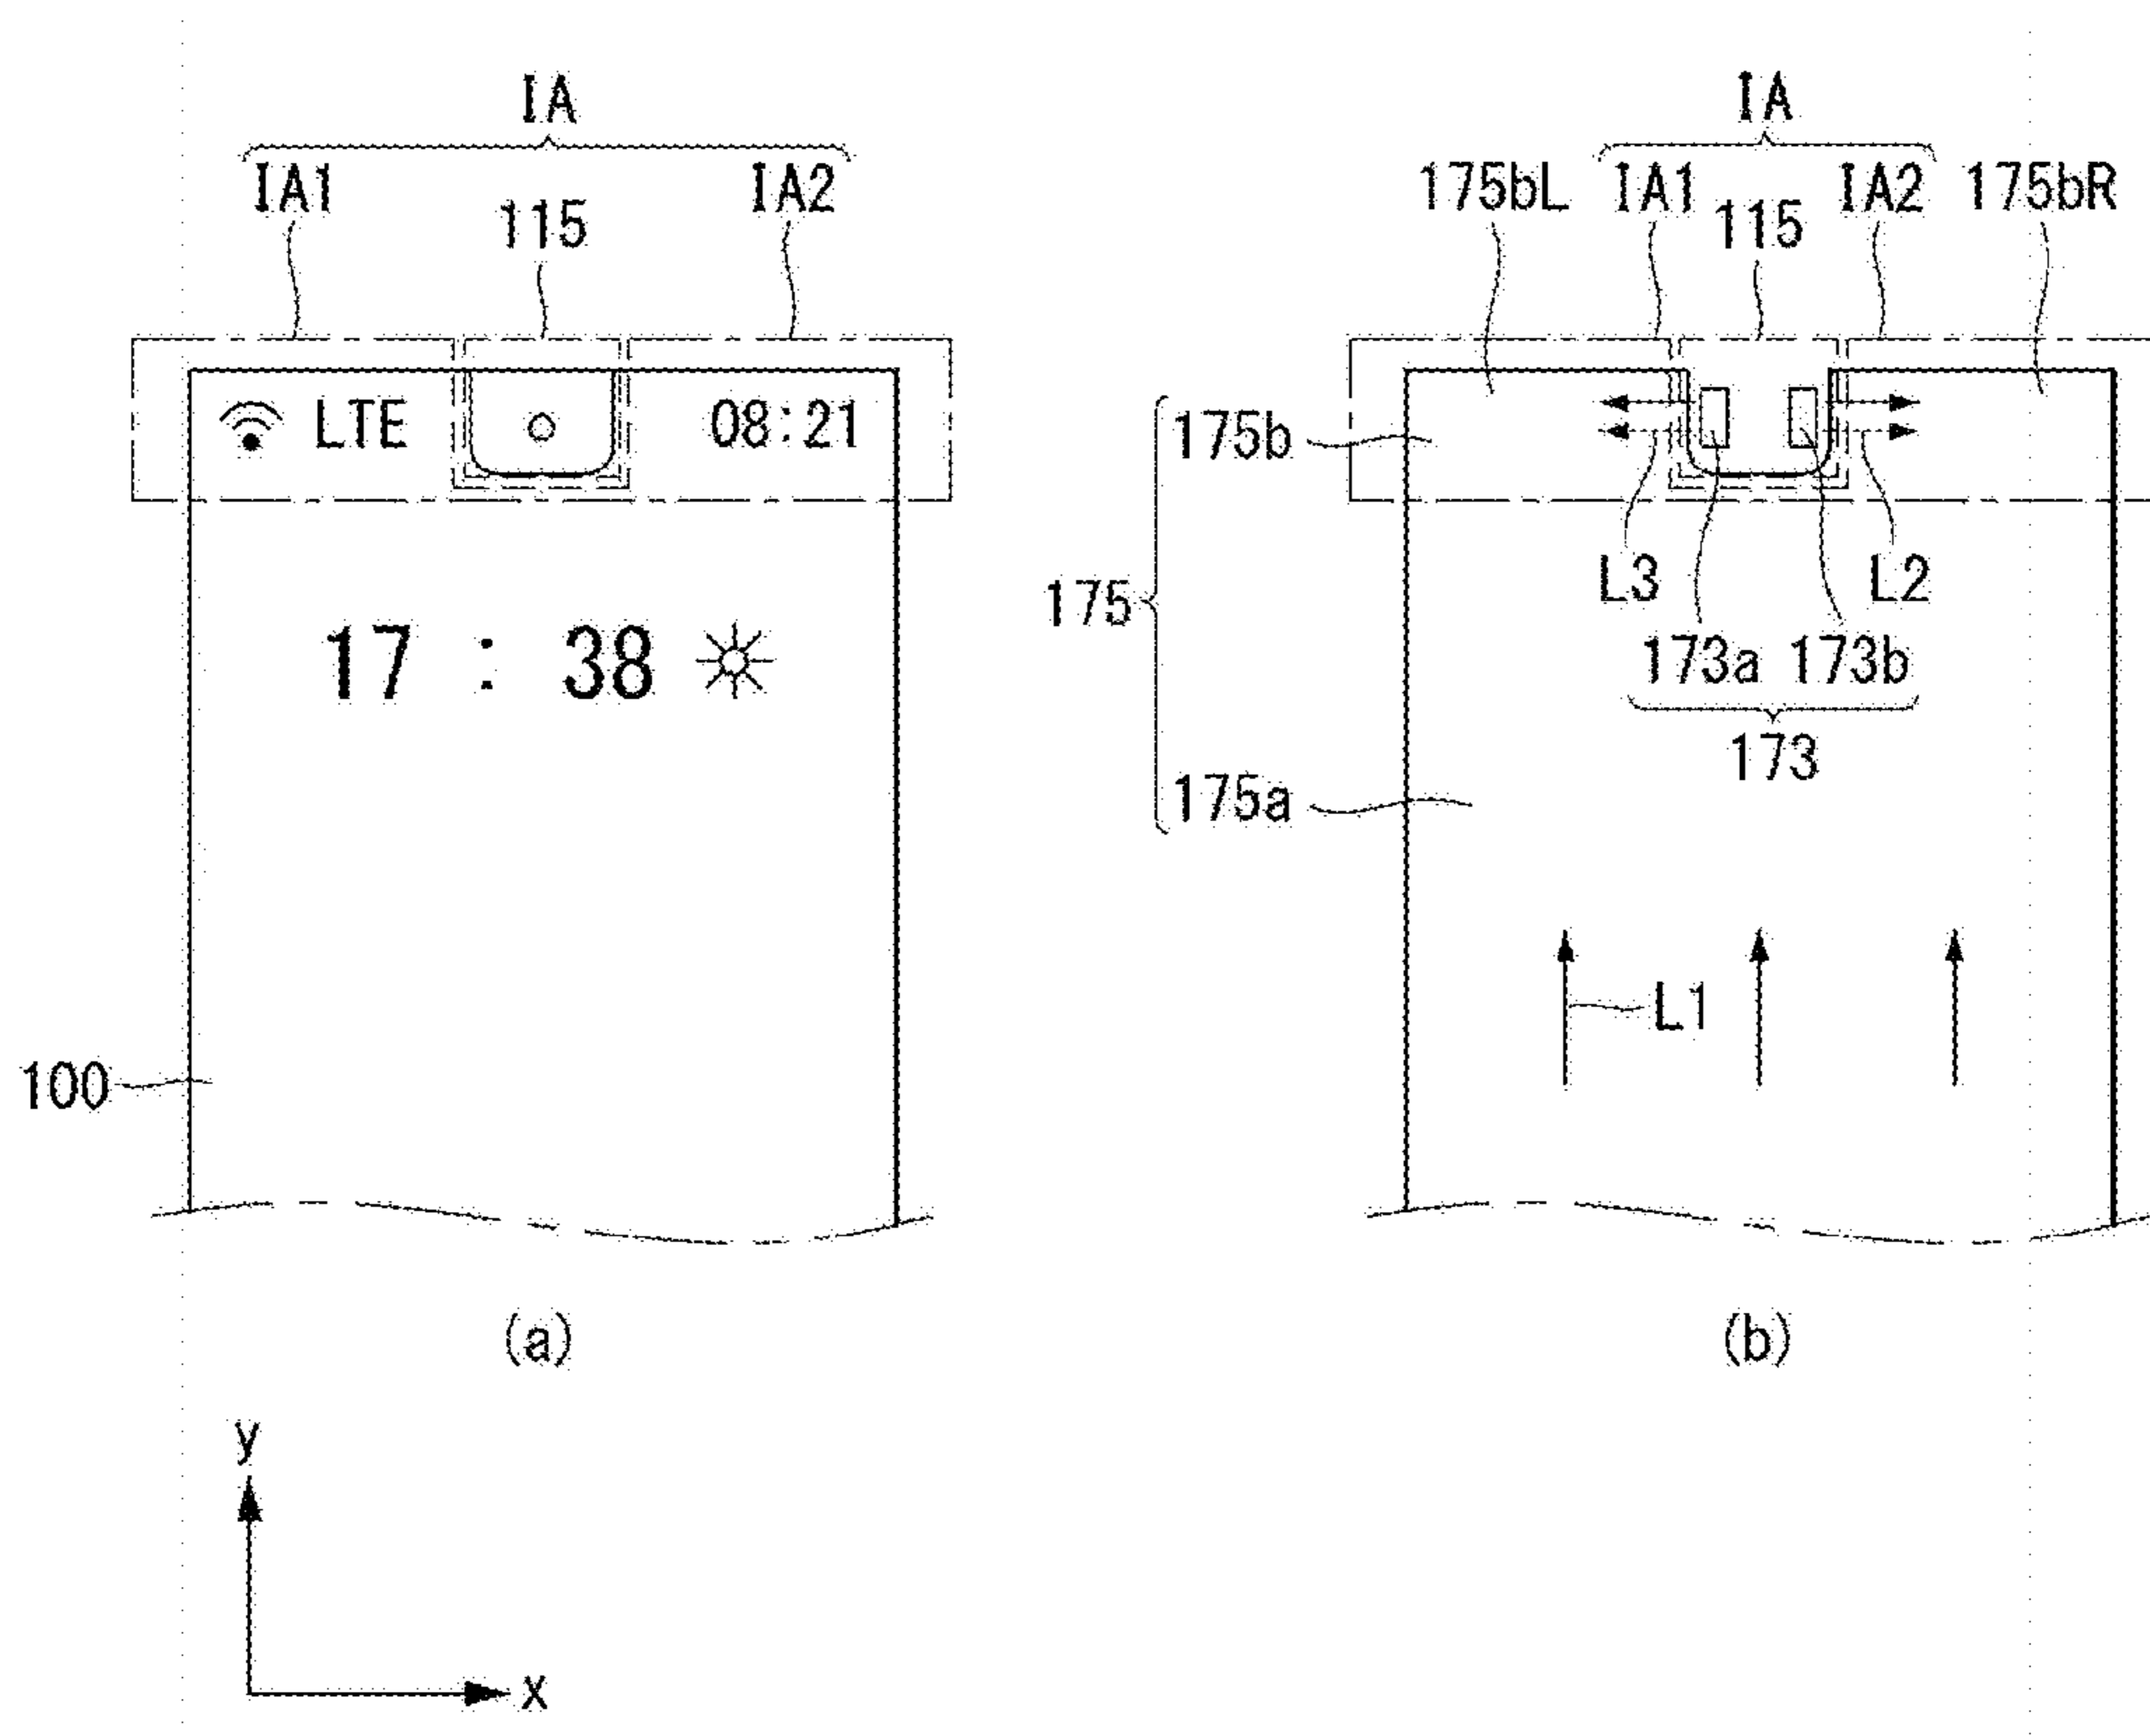 IA
IA1 115 IA2
LTE 08:21
17 : 38
100
(a)
y
x
IA
175bL IA1 115 IA2 175bR
175b
L3 L2
175
173a 173b
173
175a
L1
(b)